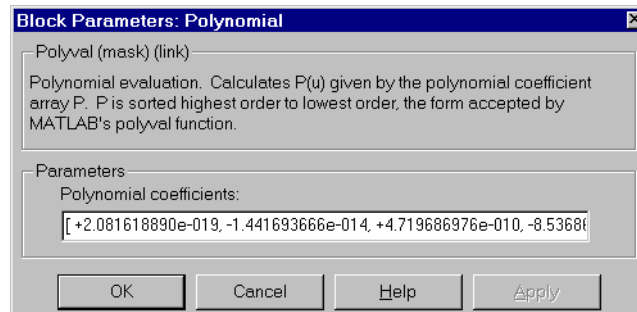 Block Parameters: Polynomial
Polyval (mask) (link)
Polynomial evaluation. Calculates P(u) given by the polynomial coefficient
array P. P is sorted highest order to lowest order, the form accepted by
MATLAB's polyval function.
Parameters
Polynomial coefficients:
[ +2.081618890e-019, -1.441693666e-014, +4.719686976e-010, -8.5368
OK Cancel Help Apply